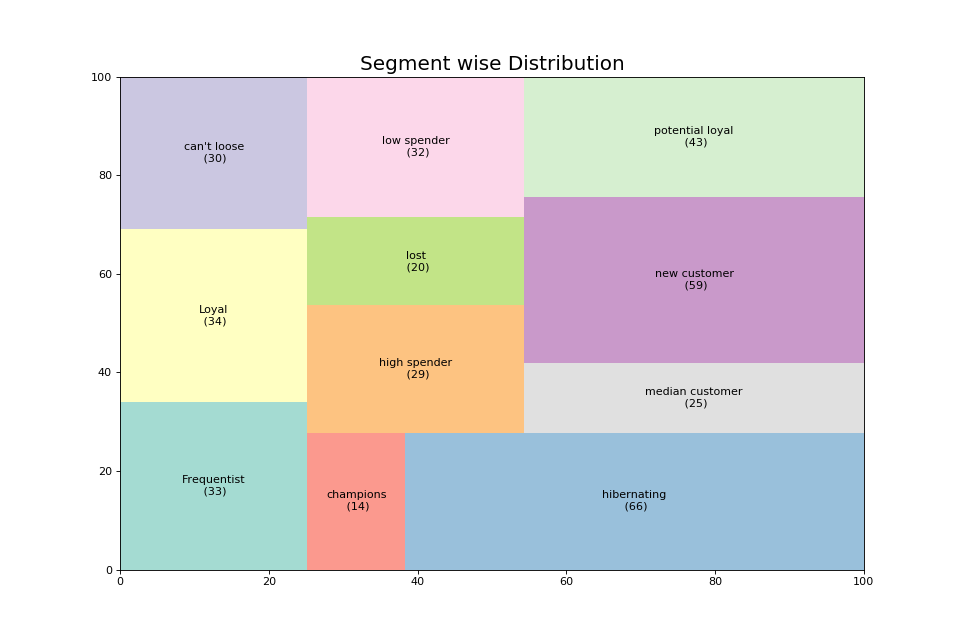 Segment wise Distribution
100
80
60
40
20
0
can't loose
(30)
low spender
(32)
potential loyal
(43)
Loyal
(34)
lost
(20)
new customer
(59)
high spender
(29)
median customer
(25)
Frequentist
(33)
champions
(14)
hibernating
(66)
0
20
40
60
80
100